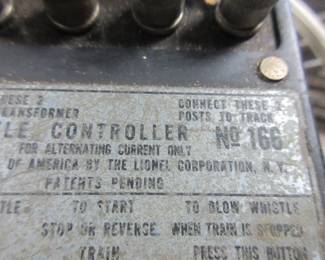 HESE 2 CONNECT THESE 2
TRANSFORMER POSTS TO TRACK
LE CONTROLLER No 166
FOR ALTERNATING CURRENT ONLY
OF AMERICA BY THE LIONEL CORPORATION, N.Y.
PATENTS PENDING
TLE TO START TO BLOW WHISTLE
STOP OR REVERSE WHEN TRAIN IS STOPPED
TRAIN PRESS THIS BUTTON